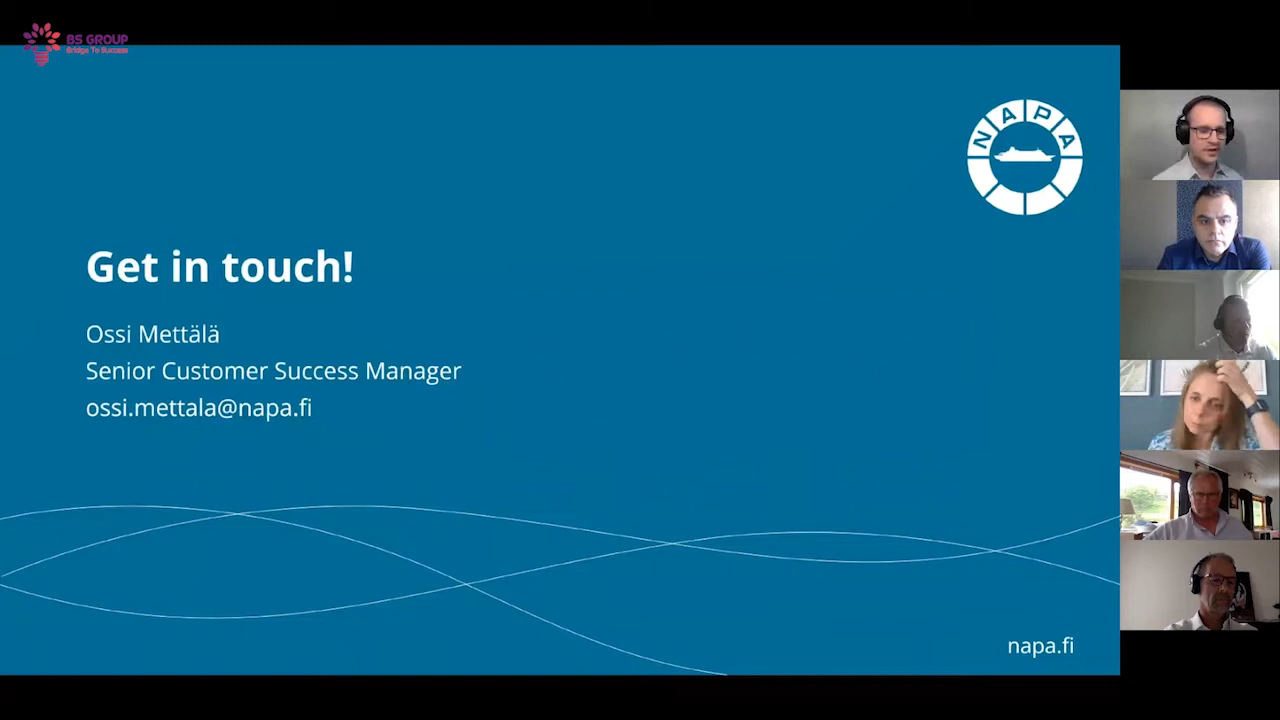 BS GROUP
Bridge To Success
NAPA
Get in touch!
Ossi Mettälä
Senior Customer Success Manager
ossi.mettala@napa.fi
napa.fi